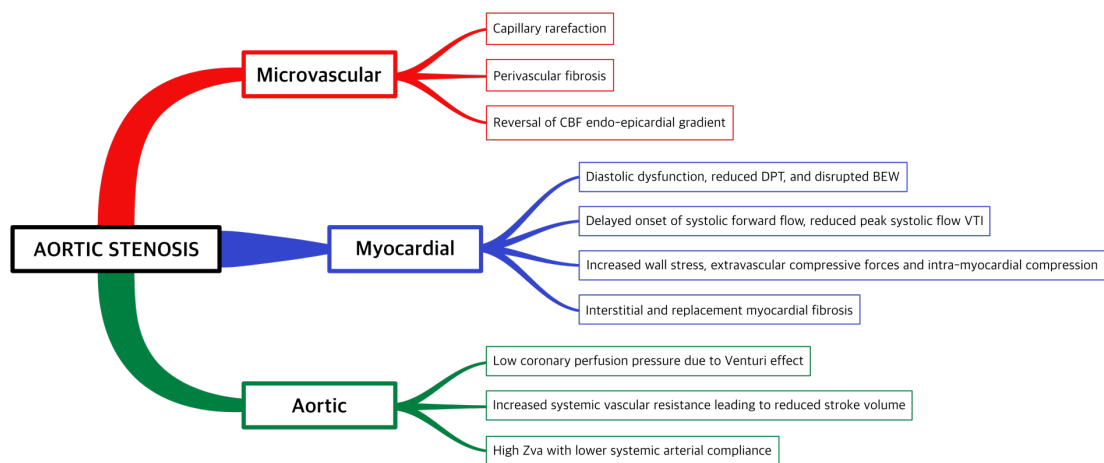 Capillary rarefaction
Microvascular
Perivascular fibrosis
Reversal of CBF endo-epicardial gradient
Diastolic dysfunction, reduced DPT, and disrupted BEW
Delayed onset of systolic forward flow, reduced peak systolic flow VTI
AORTIC STENOSIS
Myocardial
Increased wall stress, extravascular compressive forces and intra-myocardial compression
Interstitial and replacement myocardial fibrosis
Low coronary perfusion pressure due to Venturi effect
Aortic
Increased systemic vascular resistance leading to reduced stroke volume
High Zva with lower systemic arterial compliance